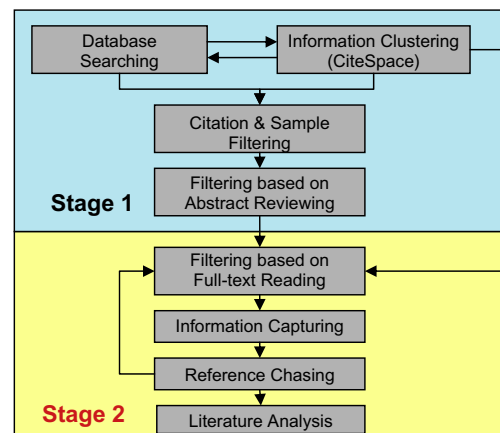 Database
Searching
Information Clustering
(CiteSpace)
Citation & Sample
Filtering
Filtering based on
Abstract Reviewing
Stage 1
Filtering based on
Full-text Reading
Information Capturing
Reference Chasing
Stage 2
Literature Analysis